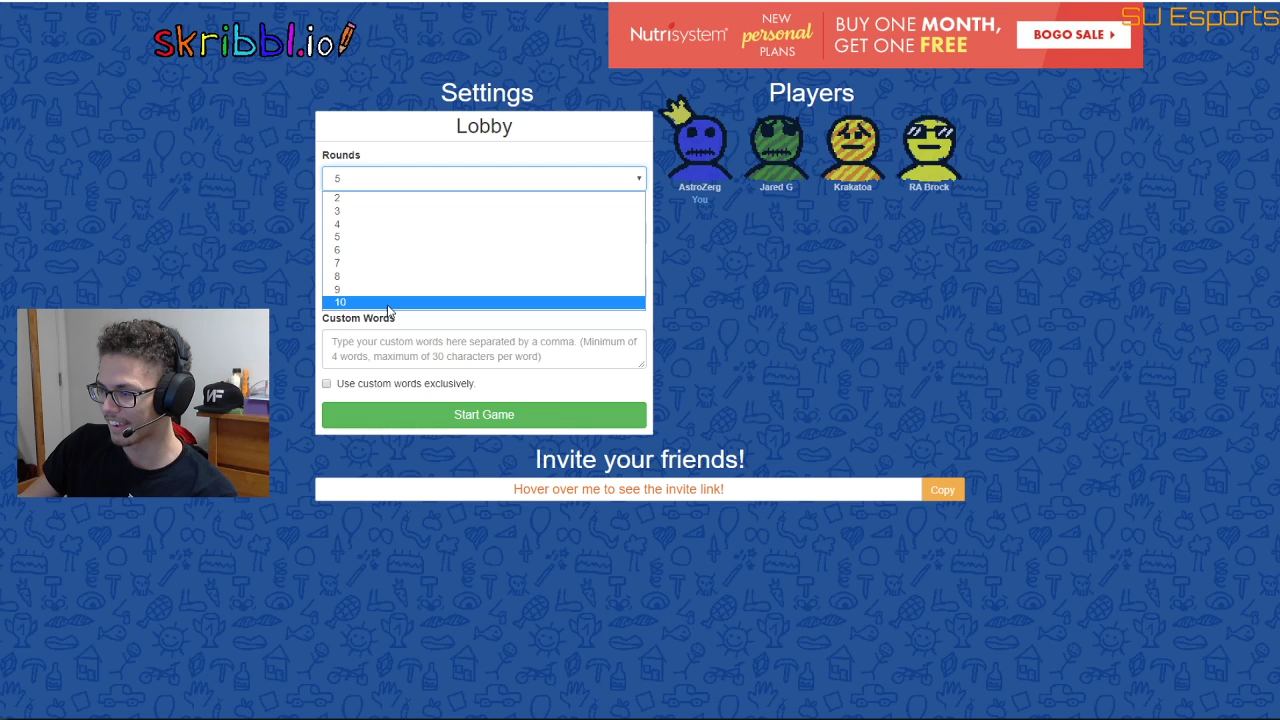 skribbl.io
Nutrisystem®
NEW
personal
PLANS
BUY ONE MONTH,
GET ONE FREE
BOGO SALE
SU Esports
Settings
Players
Lobby
Rounds
5
2
3
4
5
6
7
8
9
10
Custom Words
Type your custom words here separated by a comma. (Minimum of
4 words, maximum of 30 characters per word)
Use custom words exclusively.
Start Game
AstroZerg
You
Jared G
Krakatoa
RA Brock
NF
Invite your friends!
Hover over me to see the invite link!
Copy